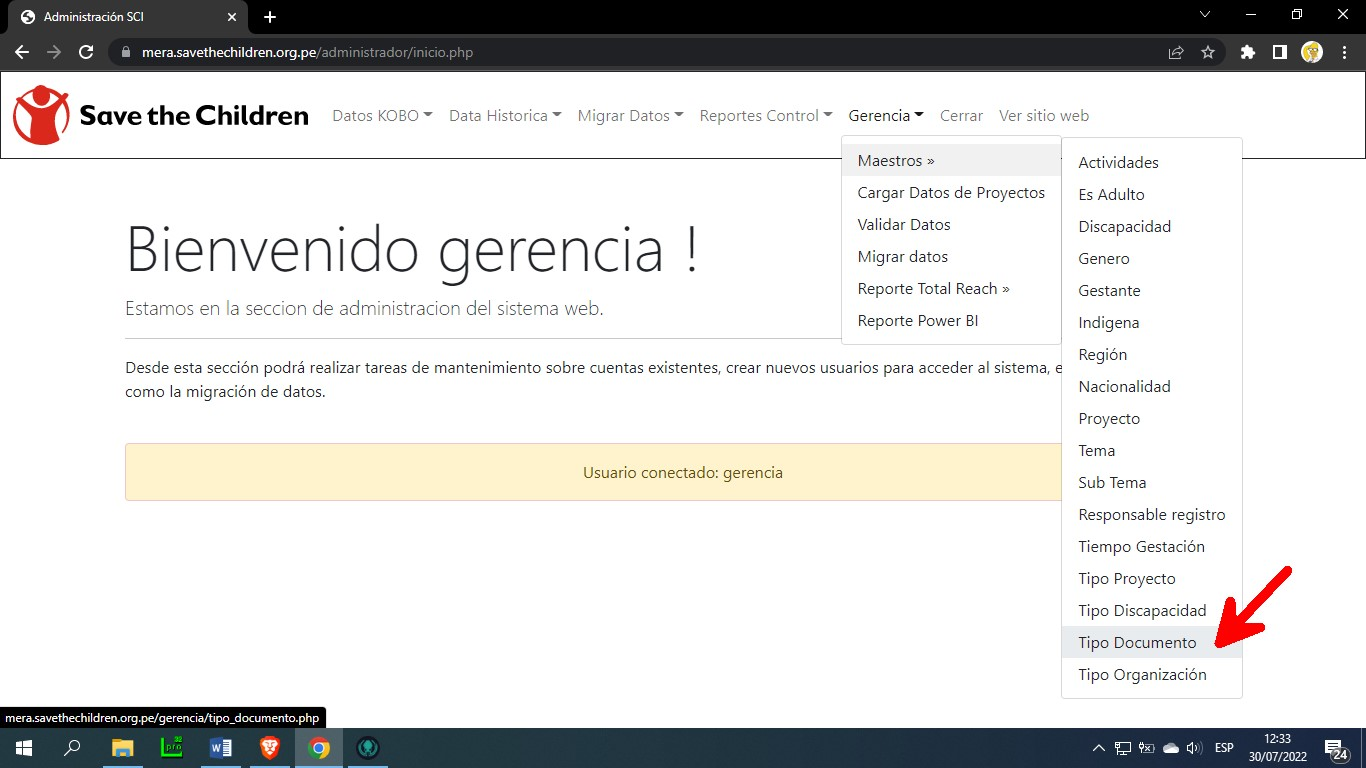 Administración SCI
mera.savethechildren.org.pe/administrador/inicio.php
Save the Children
Datos KOBO
Data Historica
Migrar Datos
Reportes Control
Gerencia
Cerrar
Ver sitio web
Maestros »
Cargar Datos de Proyectos
Validar Datos
Migrar datos
Reporte Total Reach »
Reporte Power BI
Actividades
Es Adulto
Discapacidad
Genero
Gestante
Indigena
Región
Nacionalidad
Proyecto
Tema
Sub Tema
Responsable registro
Tiempo Gestación
Tipo Proyecto
Tipo Discapacidad
Tipo Documento
Tipo Organización
Bienvenido gerencia !
Estamos en la seccion de administracion del sistema web.
Desde esta sección podrá realizar tareas de mantenimiento sobre cuentas existentes, crear nuevos usuarios para acceder al sistema, e
como la migración de datos.
Usuario conectado: gerencia
mera.savethechildren.org.pe/gerencia/tipo_documento.php
pro
ESP
12:33
30/07/2022
24